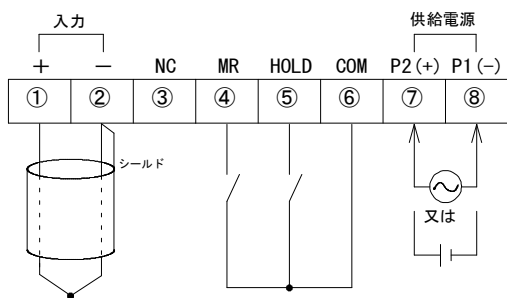 入力
供給電源
+ − NC MR HOLD COM P2(+) P1(−)
① ② ③ ④ ⑤ ⑥ ⑦ ⑧
シールド
又は